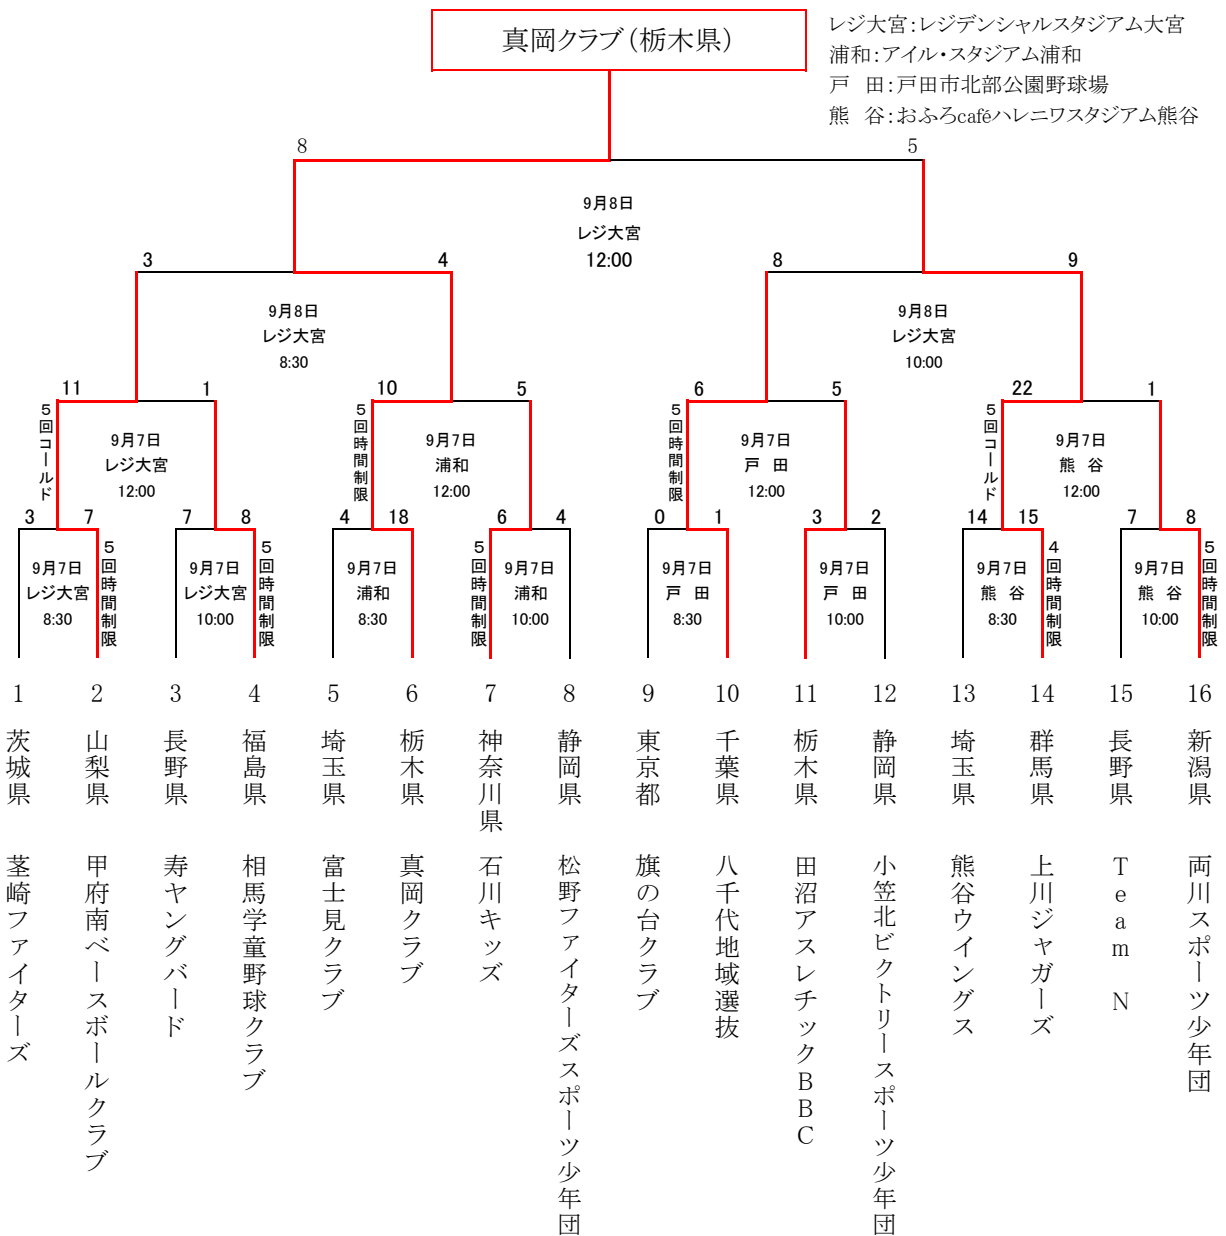 真岡クラブ（栃木県）
レジ大宮：レジデンシャルスタジアム大宮
浦和：アイル・スタジアム浦和
戸　田：戸田市北部公園野球場
熊　谷：おふろcaféハレニワスタジアム熊谷
8
5
9月8日
レジ大宮
12:00
3
4
8
9
9月8日
レジ大宮
8:30
9月8日
レジ大宮
10:00
11
1
10
5
6
5
22
1
5回コールド
9月7日
レジ大宮
12:00
5回時間制限
9月7日
浦和
12:00
5回時間制限
9月7日
戸　田
12:00
5回コールド
9月7日
熊　谷
12:00
3
7
7
8
4
18
6
4
0
1
3
2
14
15
7
8
9月7日
レジ大宮
8:30
5回時間制限
9月7日
レジ大宮
10:00
5回時間制限
9月7日
浦和
8:30
5回時間制限
9月7日
浦和
10:00
9月7日
戸　田
8:30
9月7日
戸　田
10:00
9月7日
熊　谷
8:30
4回時間制限
9月7日
熊　谷
10:00
5回時間制限
1
茨城県
茎崎ファイターズ
2
山梨県
甲府南ベースボールクラブ
3
長野県
寿ヤングバード
4
福島県
相馬学童野球クラブ
5
埼玉県
富士見クラブ
6
栃木県
真岡クラブ
7
神奈川県
石川キッズ
8
静岡県
松野ファイターズスポーツ少年団
9
東京都
旗の台クラブ
10
千葉県
八千代地域選抜
11
栃木県
田沼アスレチックBBC
12
静岡県
小笠北ビクトリースポーツ少年団
13
埼玉県
熊谷ウイングス
14
群馬県
上川ジャガーズ
15
長野県
Team　N
16
新潟県
両川スポーツ少年団